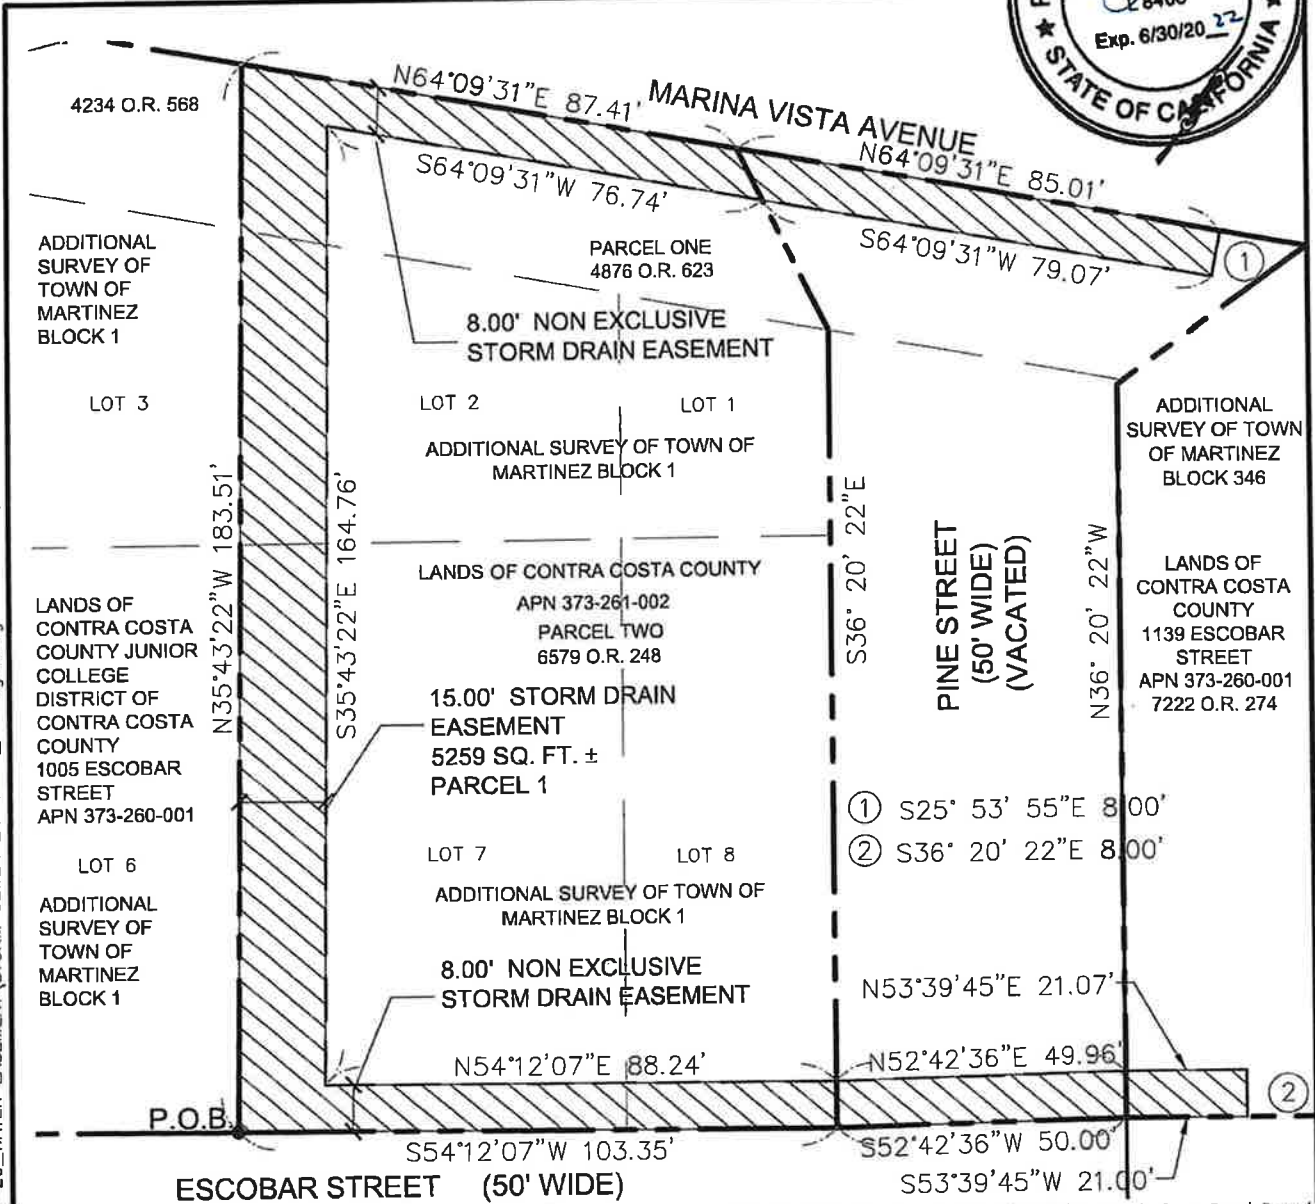 Exp. 6/30/20 22
★ STATE OF CALIFORNIA ★
4234 O.R. 568
N64°09'31"E 87.41'
MARINA VISTA AVENUE
N64°09'31"E 85.01'
S64°09'31"W 76.74'
S64°09'31"W 79.07'
1
ADDITIONAL
SURVEY OF
TOWN OF
MARTINEZ
BLOCK 1
PARCEL ONE
4876 O.R. 623
8.00' NON EXCLUSIVE
STORM DRAIN EASEMENT
LOT 3
LOT 2
LOT 1
ADDITIONAL SURVEY OF TOWN OF
MARTINEZ BLOCK 1
ADDITIONAL
SURVEY OF TOWN
OF MARTINEZ
BLOCK 346
N35°43'22"W 183.51'
S35°43'22"E 164.76'
S36° 20' 22"E
PINE STREET
(50' WIDE)
(VACATED)
N36° 20' 22"W
LANDS OF
CONTRA COSTA
COUNTY
1139 ESCOBAR
STREET
APN 373-260-001
7222 O.R. 274
LANDS OF CONTRA COSTA COUNTY
APN 373-261-002
PARCEL TWO
6579 O.R. 248
LANDS OF
CONTRA COSTA
COUNTY JUNIOR
COLLEGE
DISTRICT OF
CONTRA COSTA
COUNTY
1005 ESCOBAR
STREET
APN 373-260-001
15.00' STORM DRAIN
EASEMENT
5259 SQ. FT. ±
PARCEL 1
1 S25° 53' 55"E 8.00'
2 S36° 20' 22"E 8.00'
LOT 6
LOT 7
LOT 8
ADDITIONAL
SURVEY OF
TOWN OF
MARTINEZ
BLOCK 1
ADDITIONAL SURVEY OF TOWN OF
MARTINEZ BLOCK 1
8.00' NON EXCLUSIVE
STORM DRAIN EASEMENT
N53°39'45"E 21.07'
N54°12'07"E 88.24'
N52°42'36"E 49.96'
2
P.O.B.
S54°12'07"W 103.35'
S52°42'36"W 50.00'
S53°39'45"W 21.00'
ESCOBAR STREET (50' WIDE)